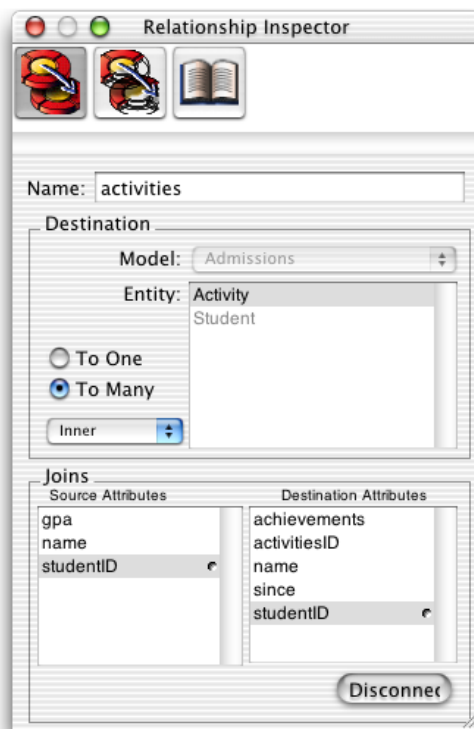 Relationship Inspector
Name: activities
Destination
Model: Admissions
Entity: Activity
Student
To One
To Many
Inner
Joins
Source Attributes
gpa
name
studentID
Destination Attributes
achievements
activitiesID
name
since
studentID
Disconnec